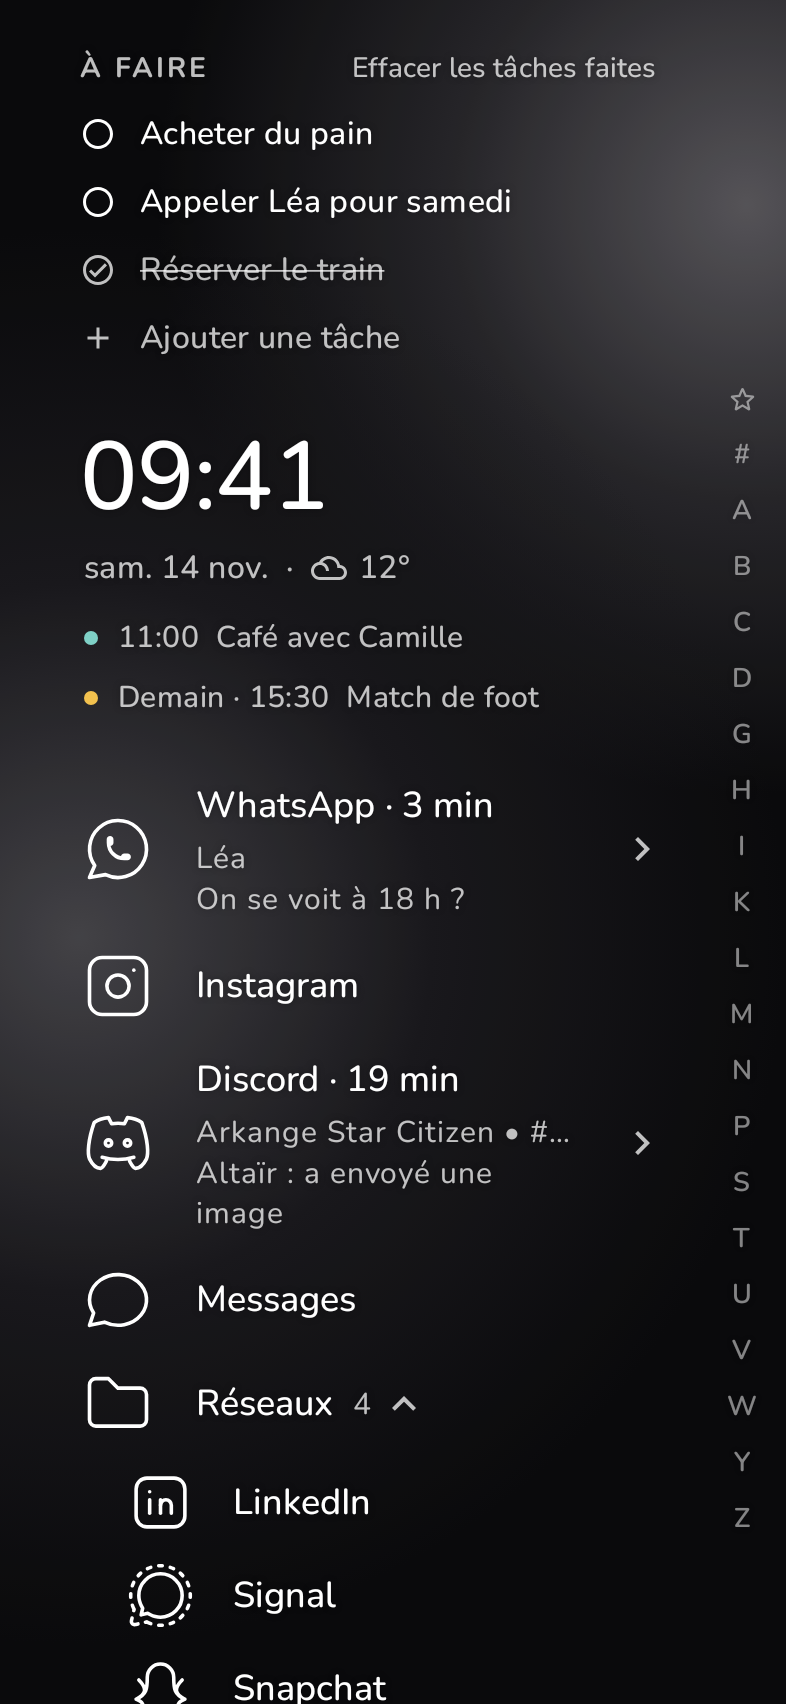 À FAIRE
Effacer les tâches faites
Acheter du pain
Appeler Léa pour samedi
Réserver le train
Ajouter une tâche
09:41
sam. 14 nov. · 12°
11:00 Café avec Camille
Demain · 15:30 Match de foot
WhatsApp · 3 min
Léa
On se voit à 18 h ?
Instagram
Discord · 19 min
Arkange Star Citizen • #...
Altaïr : a envoyé une
image
Messages
Réseaux 4
LinkedIn
Signal
Snapchat
#
A
B
C
D
G
H
I
K
L
M
N
P
S
T
U
V
W
Y
Z